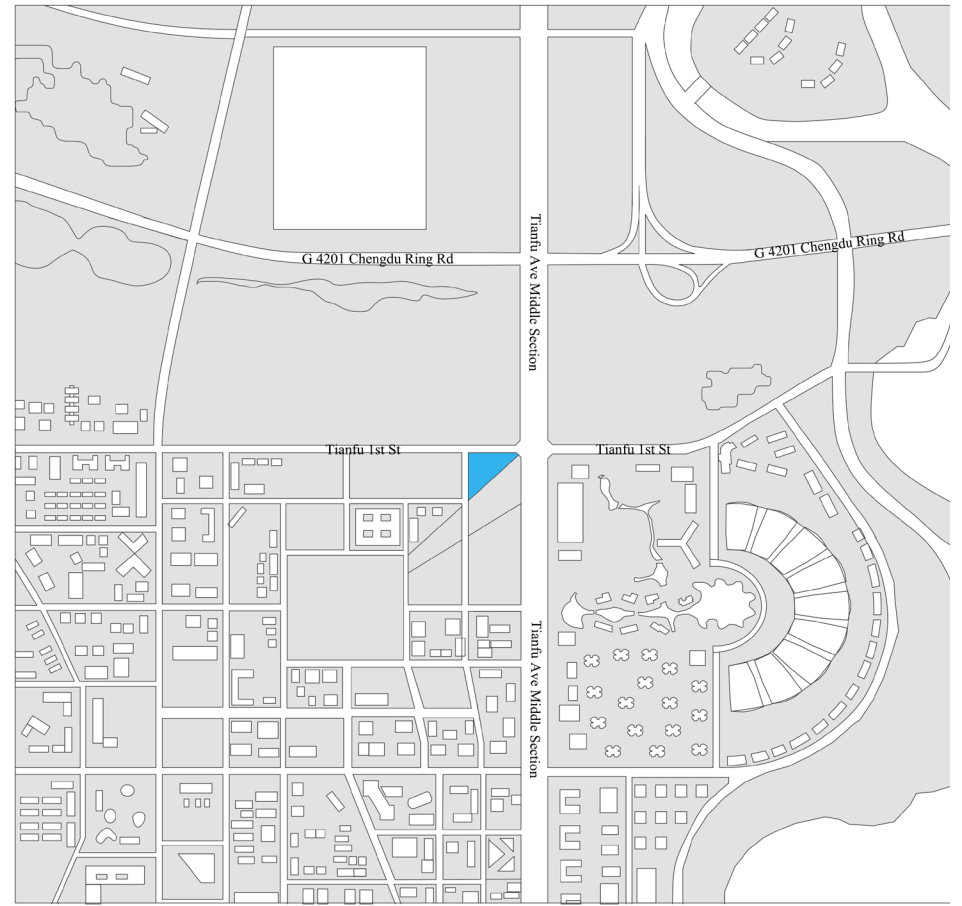 G 4201 Chengdu Ring Rd
G 4201 Chengdu Ring Rd
Tianfu Ave Middle Section
Tianfu 1st St
Tianfu 1st St
Tianfu Ave Middle Section